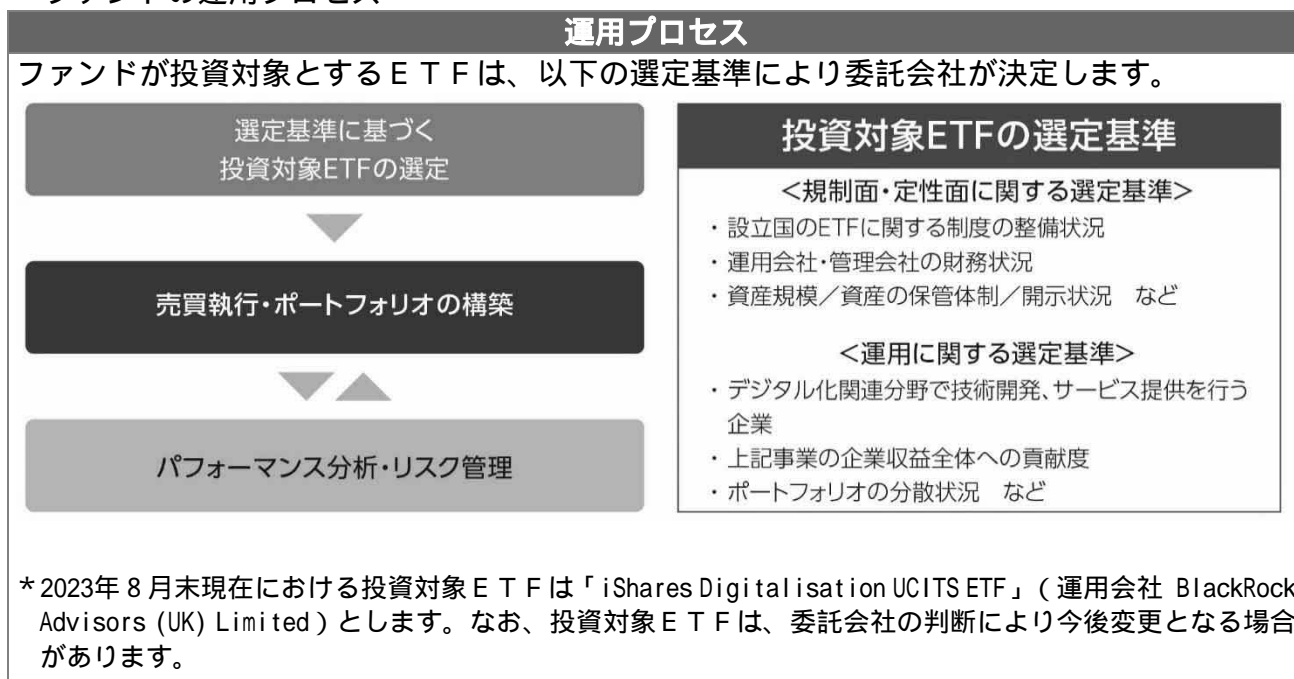 ファンドの運用プロセス
運用プロセス
ファンドが投資対象とするＥＴＦは、以下の選定基準により委託会社が決定します。
選定基準に基づく
投資対象ETFの選定
売買執行・ポートフォリオの構築
パフォーマンス分析・リスク管理
投資対象ETFの選定基準
＜規制面・定性面に関する選定基準＞
・設立国のETFに関する制度の整備状況
・運用会社・管理会社の財務状況
・資産規模／資産の保管体制／開示状況　など
＜運用に関する選定基準＞
・デジタル化関連分野で技術開発、サービス提供を行う
企業
・上記事業の企業収益全体への貢献度
・ポートフォリオの分散状況　など
＊2023年８月末現在における投資対象ＥＴＦは「iShares Digitalisation UCITS ETF」（運用会社 BlackRock
Advisors (UK) Limited）とします。なお、投資対象ＥＴＦは、委託会社の判断により今後変更となる場合
があります。